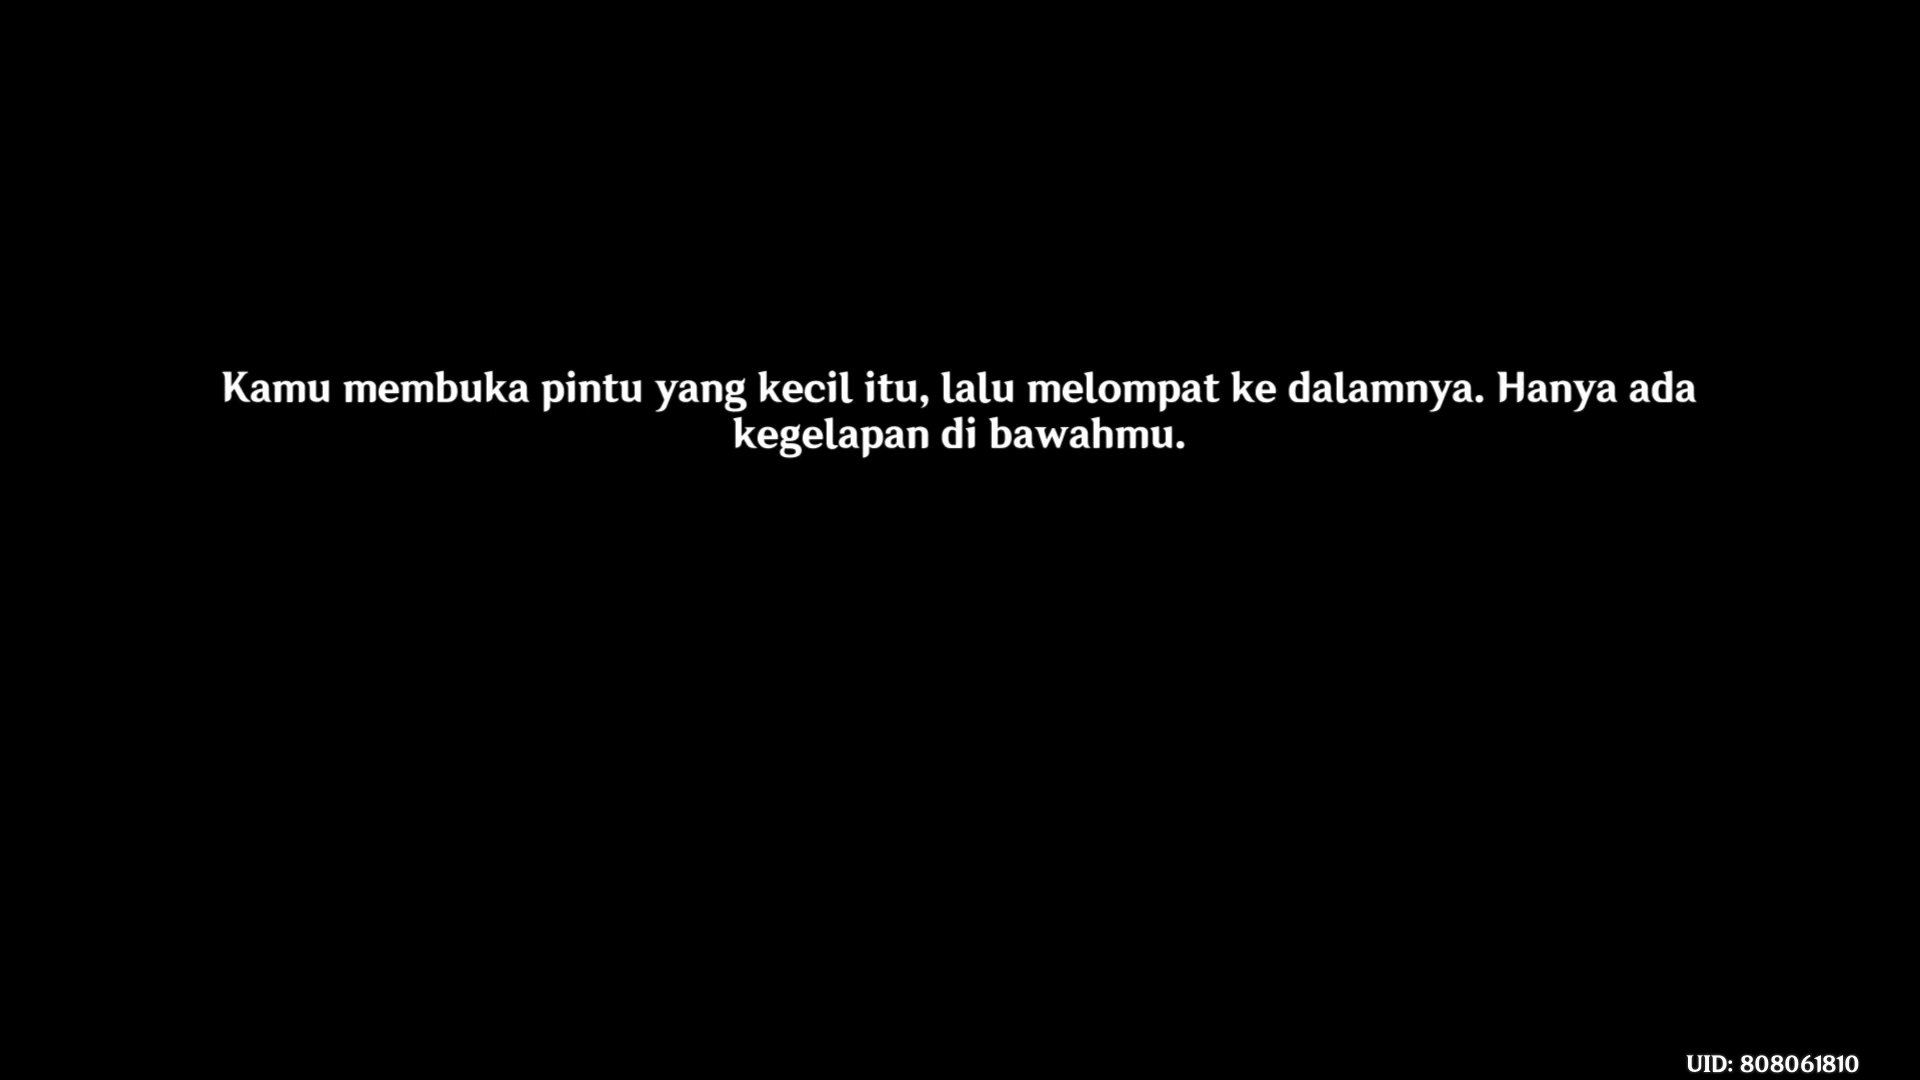 Kamu membuka pintu yang kecil itu, lalu melompat ke dalamnya. Hanya ada
kegelapan di bawahmu.
UID: 808061810